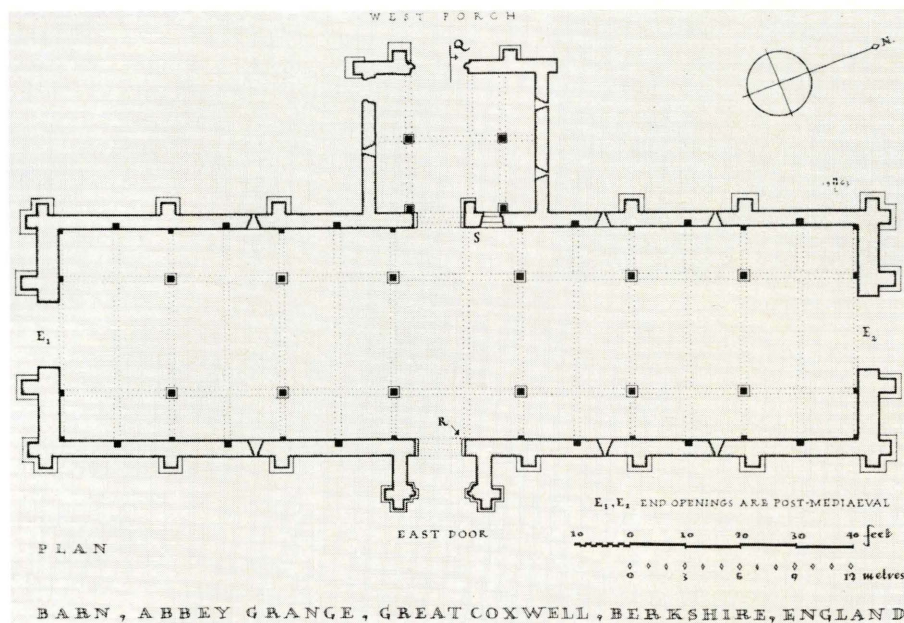 WEST PORCH
Q
N.
S
E₁
E₂
R
E₁, E₂ END OPENINGS ARE POST-MEDIAEVAL
EAST DOOR
PLAN
10 0 10 20 30 40 feet
0 3 6 9 12 metres
BARN, ABBEY GRANGE, GREAT COXWELL, BERKSHIRE, ENGLAND